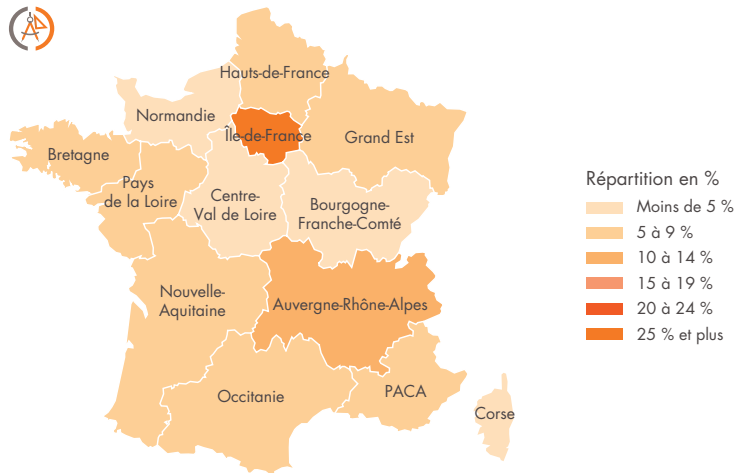 Hauts-de-France
Normandie
Île-de-France
Grand Est
Bretagne
Pays
de la Loire
Centre-
Val de Loire
Bourgogne-
Franche-Comté
Nouvelle-
Aquitaine
Auvergne-Rhône-Alpes
Occitanie
PACA
Corse
Répartition en %
Moins de 5 %
5 à 9 %
10 à 14 %
15 à 19 %
20 à 24 %
25 % et plus